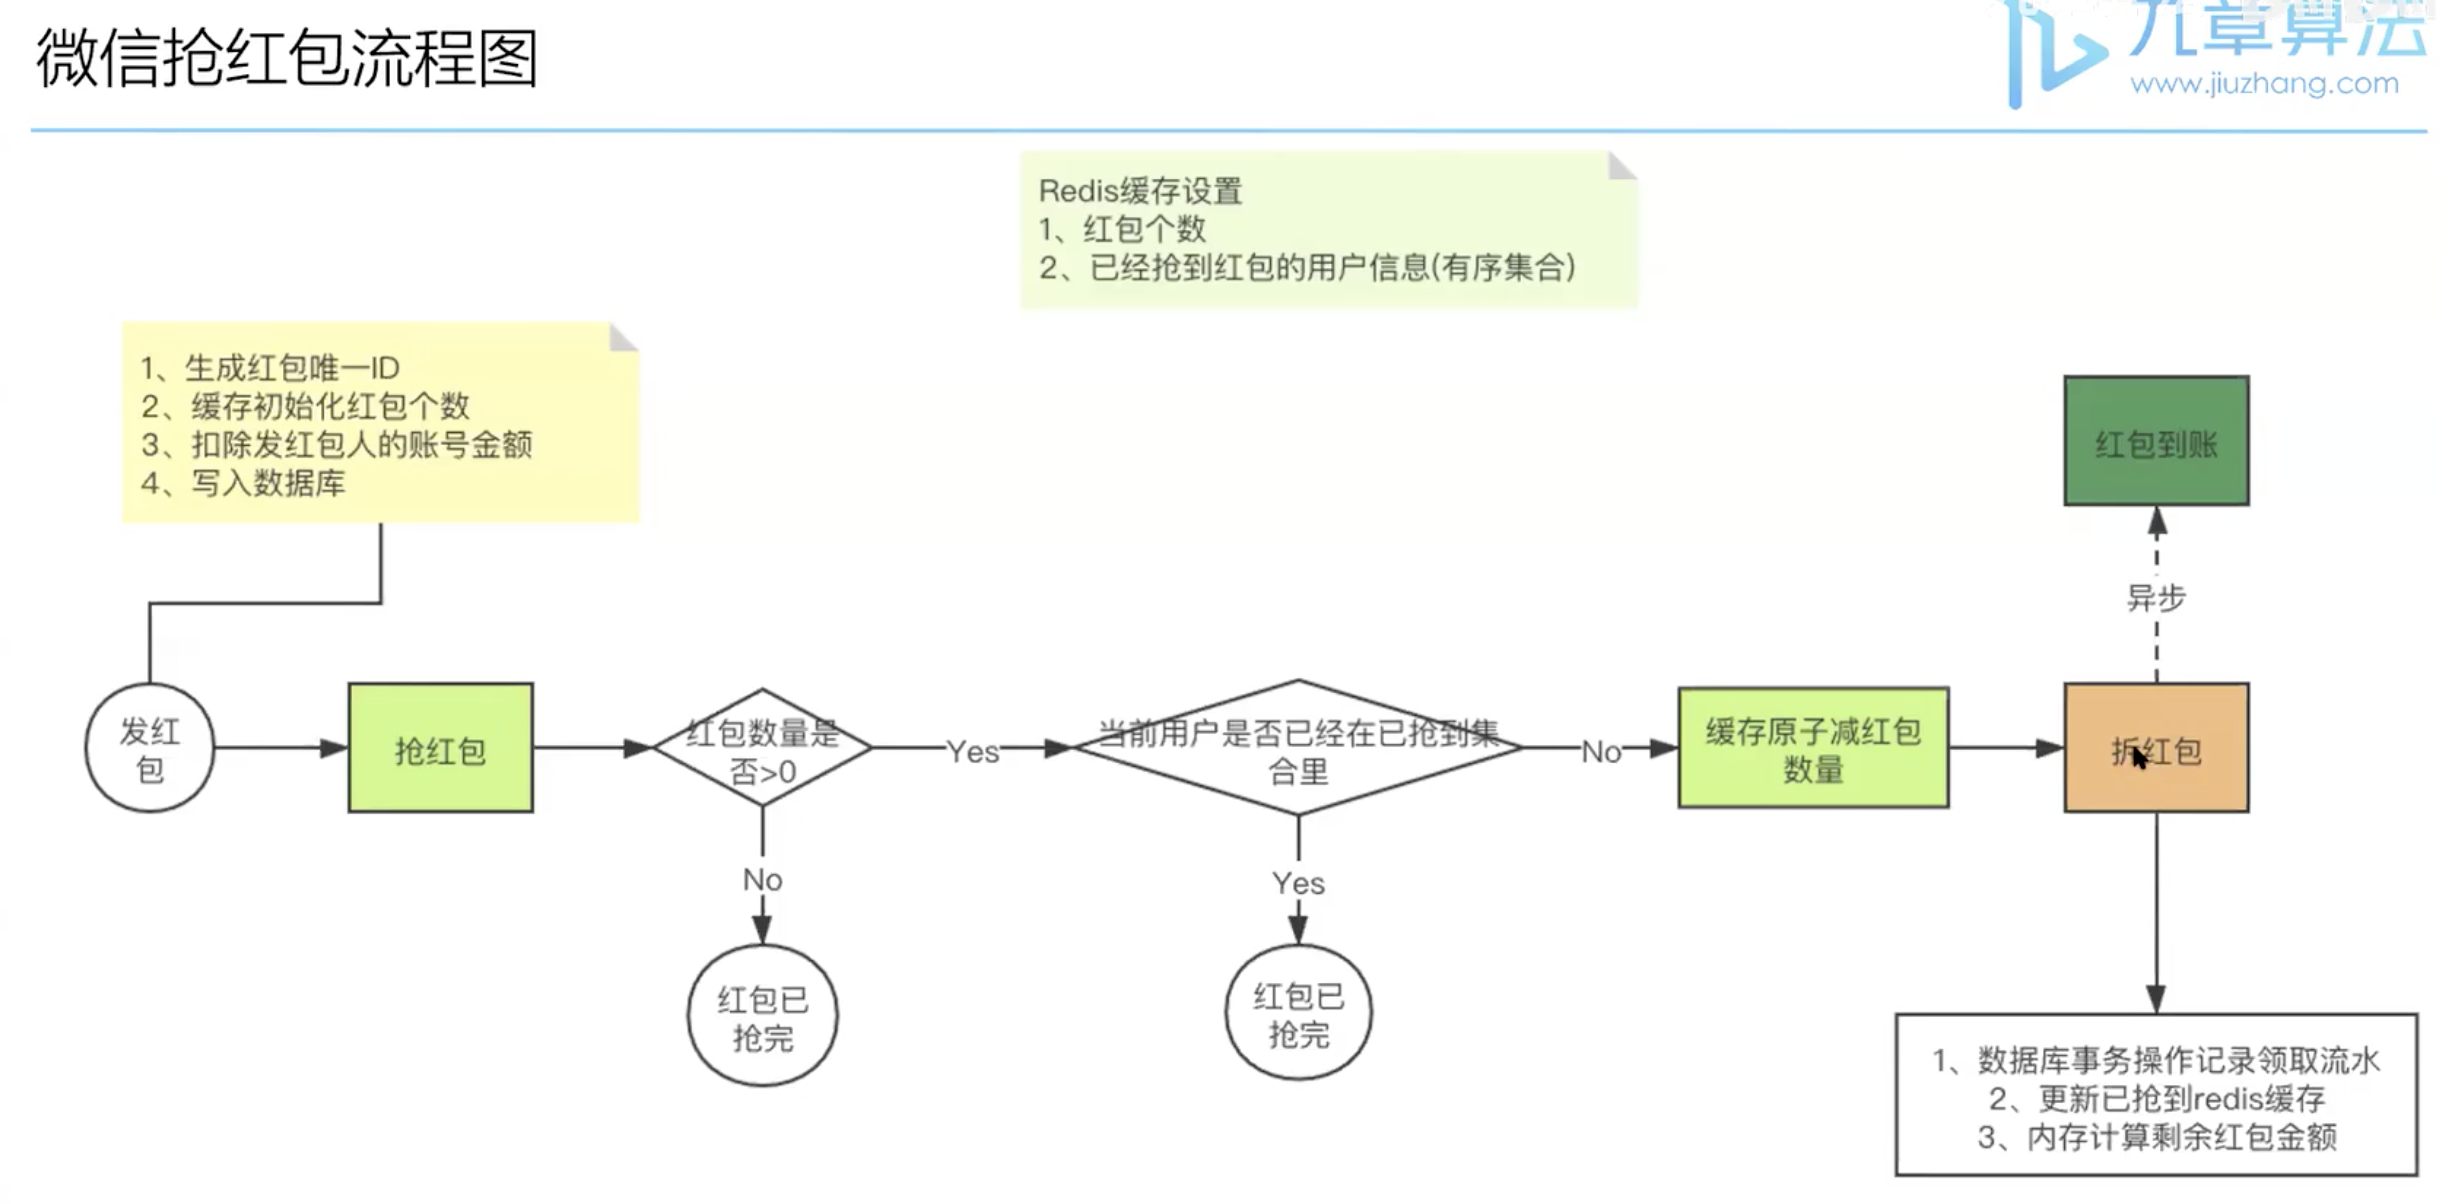 微信抢红包流程图
九章算法
www.jiuzhang.com
Redis缓存设置
1、红包个数
2、已经抢到红包的用户信息(有序集合)
1、生成红包唯一ID
2、缓存初始化红包个数
3、扣除发红包人的账号金额
4、写入数据库
红包到账
异步
发红
包
抢红包
红包数量是
否>0
Yes
当前用户是否已经在已抢到集
合里
No
缓存原子减红包
数量
拆红包
No
Yes
红包已
抢完
红包已
抢完
1、数据库事务操作记录领取流水
2、更新已抢到redis缓存
3、内存计算剩余红包金额